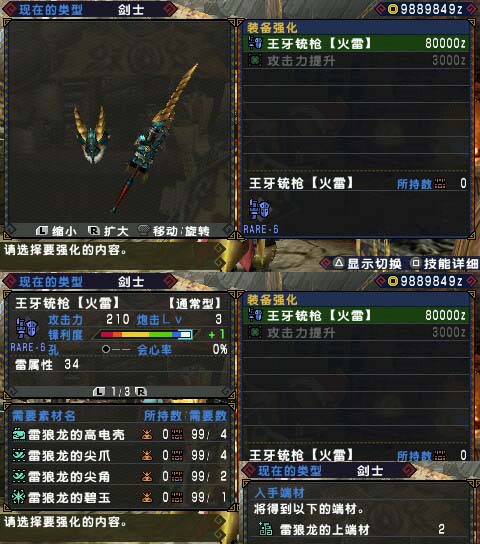 现在的类型 剑士
9889849z
装备强化
王牙铳枪【火雷】 80000z
攻击力提升 3000z
王牙铳枪【火雷】 所持数 0
RARE-6
L 缩小 R 扩大 移动/旋转
请选择要强化的内容。
△显示切换 □技能详细
现在的类型 剑士
9889849z
王牙铳枪【火雷】 【通常型】
攻击力 210 炮击Lv 3
锋利度 +1
RARE-6 孔 ●-- 会心率 0%
雷属性 34
L 1/3 R
装备强化
王牙铳枪【火雷】 80000z
攻击力提升 3000z
需要素材名 所持数 需要数
雷狼龙的高电壳 0 99/ 4
雷狼龙的尖爪 0 99/ 4
雷狼龙的尖角 0 99/ 2
雷狼龙的碧玉 0 99/ 1
请选择要强化的内容。
王牙铳枪【火雷】 所持数 0
现在的类型 剑士
入手端材
将得到以下的端材。
雷狼龙的上端材 2